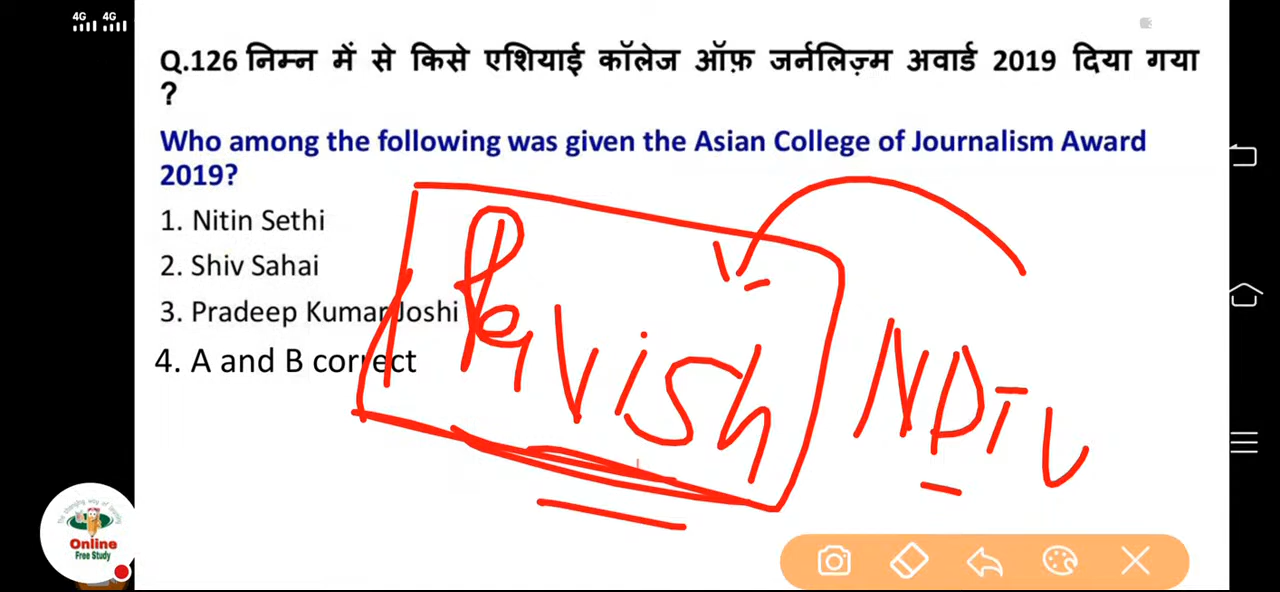 4G 4G
Q.126 निम्न में से किसे एशियाई कॉलेज ऑफ़ जर्नलिज़्म अवार्ड 2019 दिया गया
?
Who among the following was given the Asian College of Journalism Award
2019?
1. Nitin Sethi
2. Shiv Sahai
3. Pradeep Kumar Joshi
4. A and B correct
Ravish
NDTV
Online
Free Study